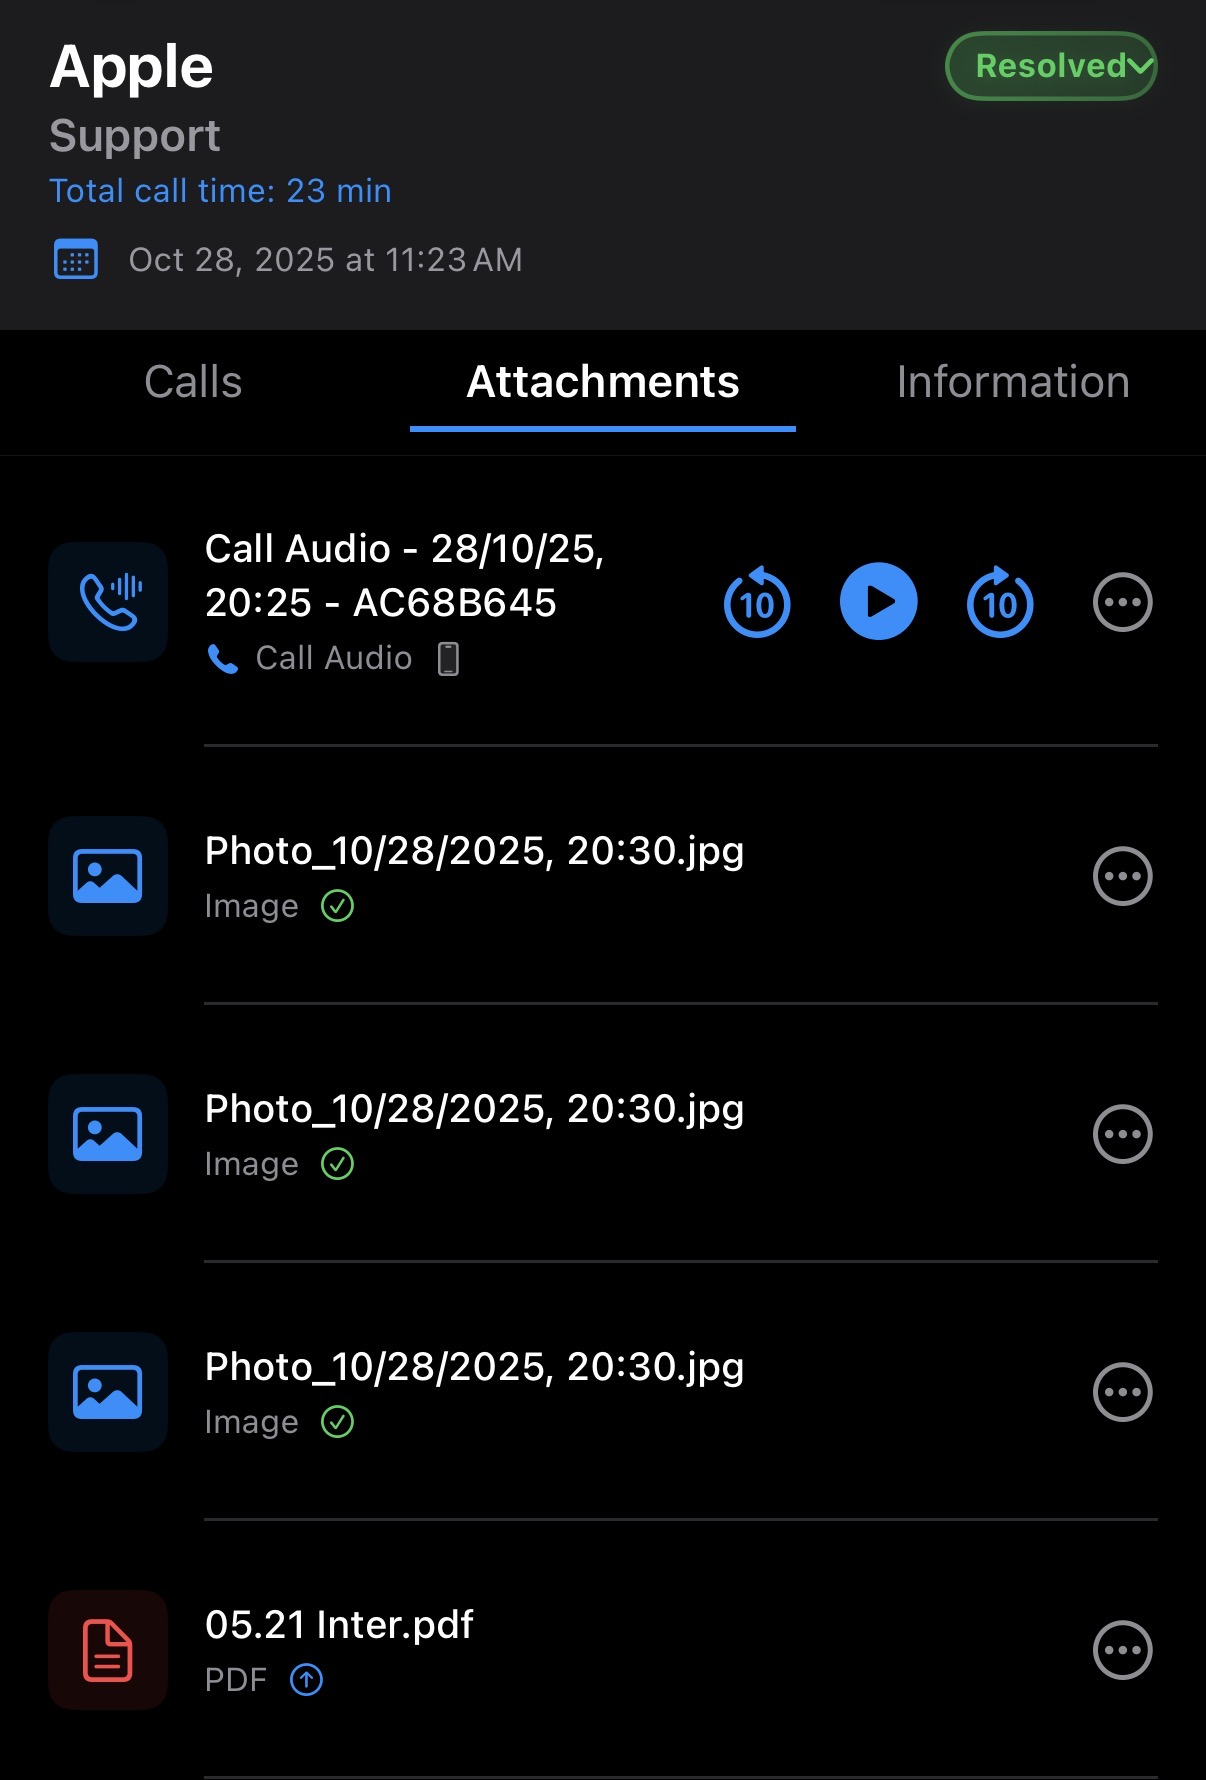 Apple
Resolved
Support
Total call time: 23 min
Oct 28, 2025 at 11:23 AM
Calls
Attachments
Information
Call Audio - 28/10/25,
20:25 - AC68B645
10
10
Call Audio
Photo_10/28/2025, 20:30.jpg
Image
Photo_10/28/2025, 20:30.jpg
Image
Photo_10/28/2025, 20:30.jpg
Image
05.21 Inter.pdf
PDF